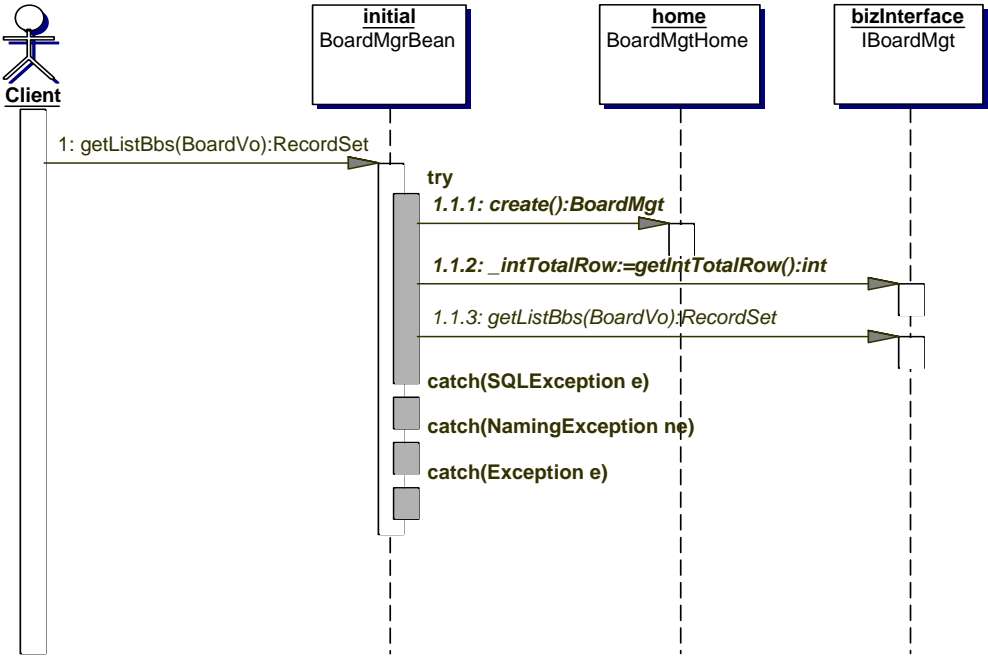 initial
BoardMgrBean
home
BoardMgtHome
bizInterface
IBoardMgt
Client
1: getListBbs(BoardVo):RecordSet
try
1.1.1: create():BoardMgt
1.1.2: _intTotalRow:=getIntTotalRow():int
1.1.3: getListBbs(BoardVo):RecordSet
catch(SQLException e)
catch(NamingException ne)
catch(Exception e)